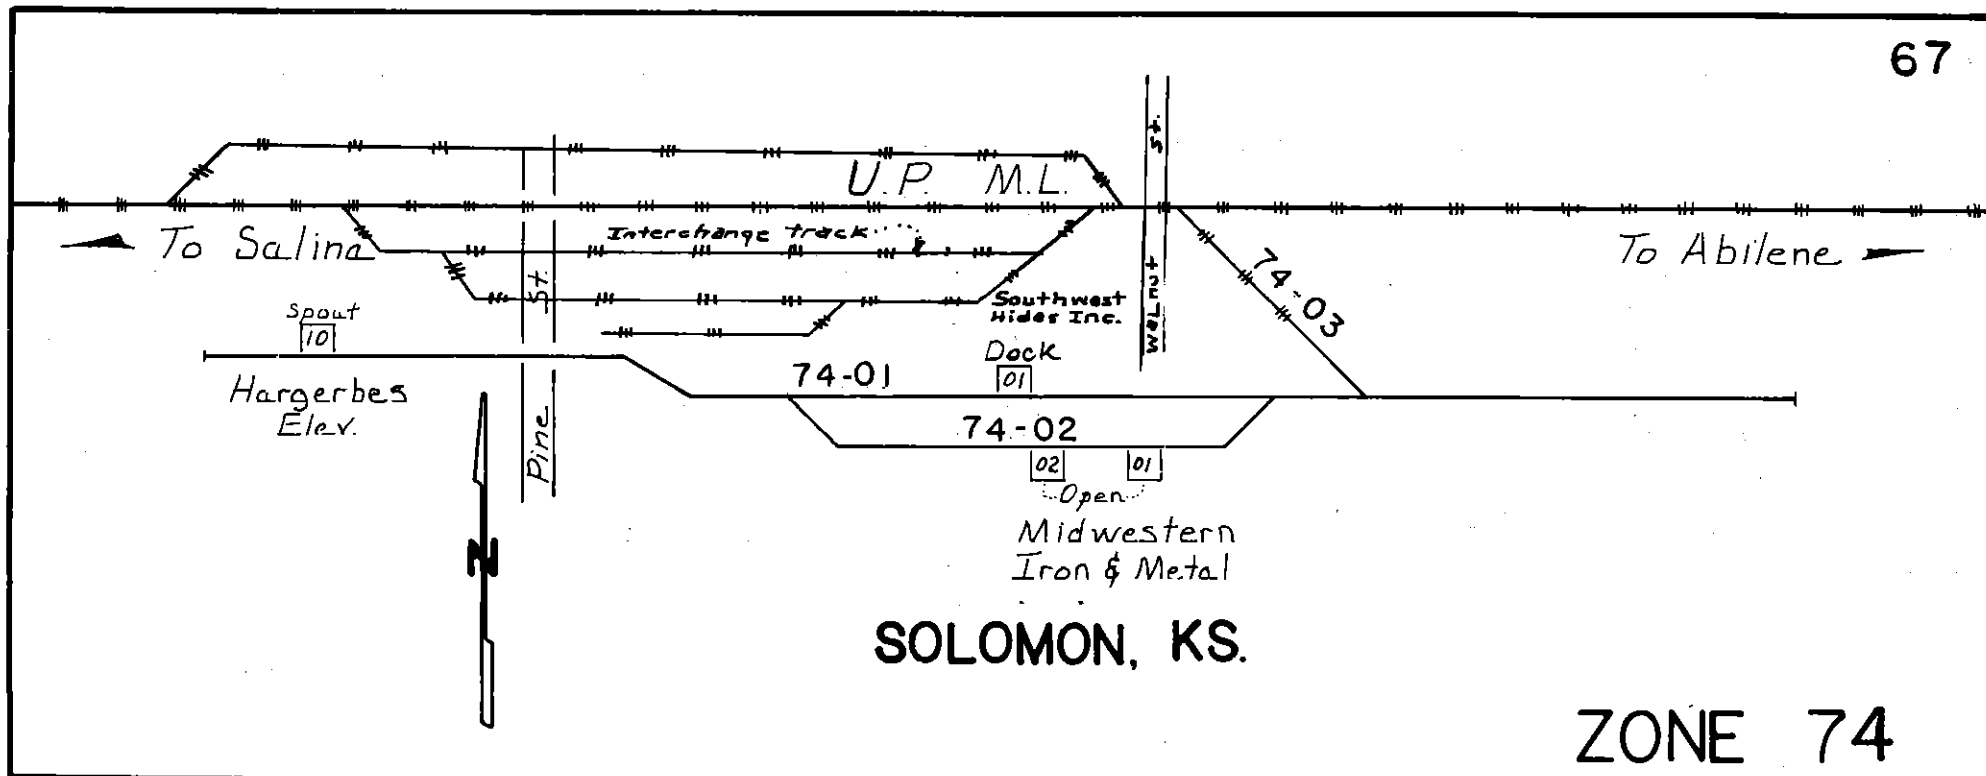 67
U.P. M.L.
St.
Walnut
To Salina
Interchange track
To Abilene
74-03
St.
Pine
Southwest
Hides Inc.
Spout
10
Dock
01
74-01
Hargerbes
Elev.
74-02
02
01
Open
Midwestern
Iron & Metal
N
SOLOMON, KS.
ZONE 74